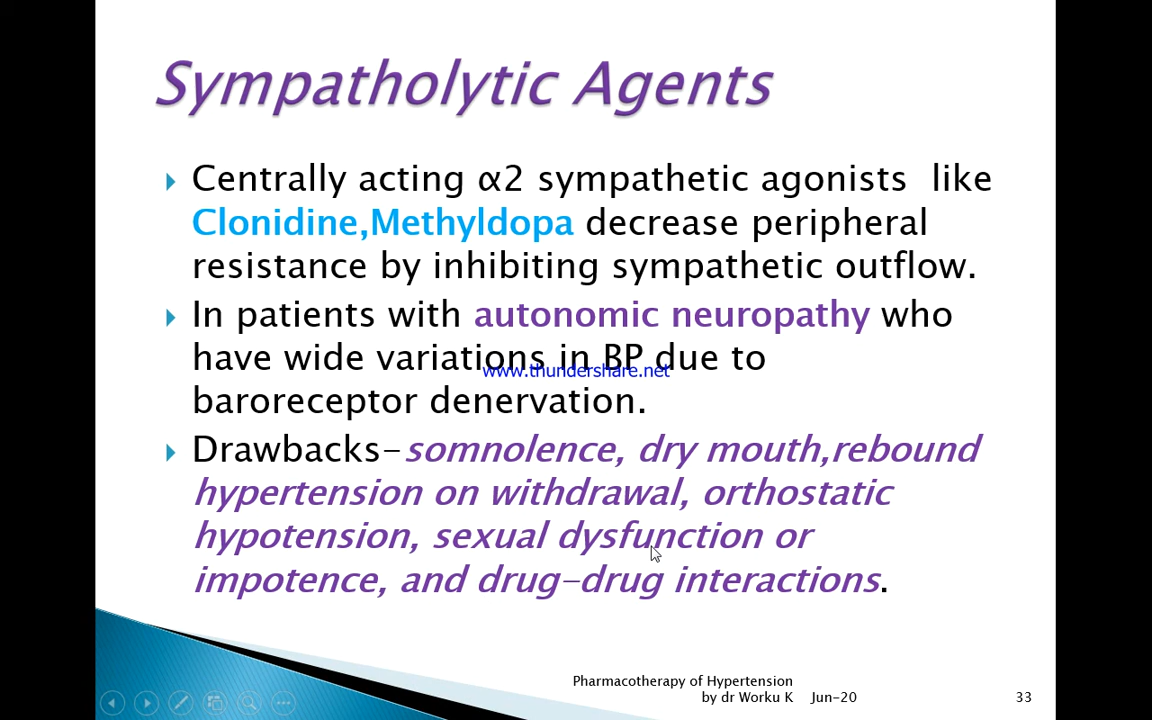 Sympatholytic Agents
Centrally acting α2 sympathetic agonists like
Clonidine,Methyldopa decrease peripheral
resistance by inhibiting sympathetic outflow.
In patients with autonomic neuropathy who
have wide variations in BP due to
www.thundershare.net
baroreceptor denervation.
Drawbacks-somnolence, dry mouth,rebound
hypertension on withdrawal, orthostatic
hypotension, sexual dysfunction or
impotence, and drug-drug interactions.
Pharmacotherapy of Hypertension
by dr Worku K Jun-20 33